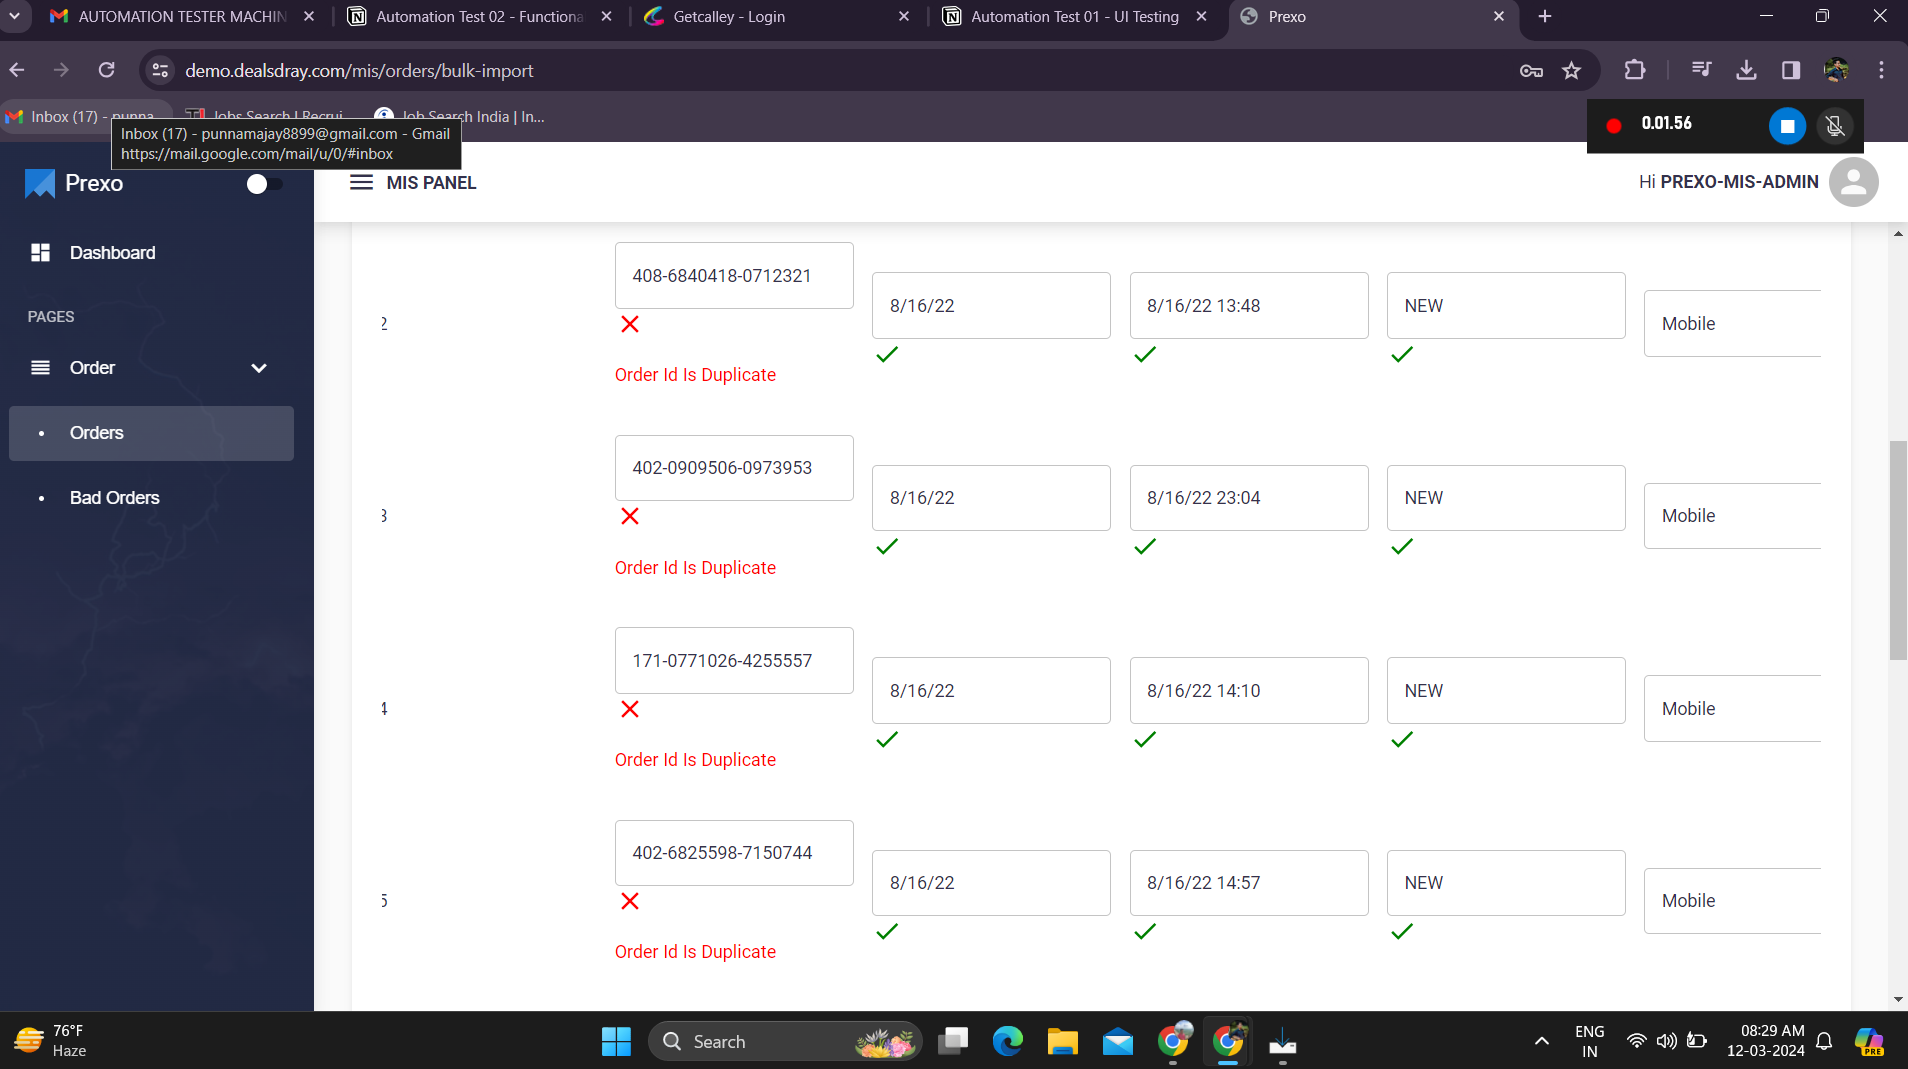 AUTOMATION TESTER MACHIN
Automation Test 02 - Functiona
Getcalley - Login
Automation Test 01 - UI Testing
Prexo
demo.dealsdray.com/mis/orders/bulk-import
Inbox (17) - punna
Jobs Search | Recrui
Job Search India | In...
Inbox (17) - punnamajay8899@gmail.com - Gmail
https://mail.google.com/mail/u/0/#inbox
0.01.56
Prexo
MIS PANEL
Hi PREXO-MIS-ADMIN
Dashboard
PAGES
Order
Orders
Bad Orders
2
408-6840418-0712321
8/16/22
8/16/22 13:48
NEW
Mobile
Order Id Is Duplicate
3
402-0909506-0973953
8/16/22
8/16/22 23:04
NEW
Mobile
Order Id Is Duplicate
4
171-0771026-4255557
8/16/22
8/16/22 14:10
NEW
Mobile
Order Id Is Duplicate
5
402-6825598-7150744
8/16/22
8/16/22 14:57
NEW
Mobile
Order Id Is Duplicate
76°F
Haze
Search
ENG
IN
08:29 AM
12-03-2024
PRE